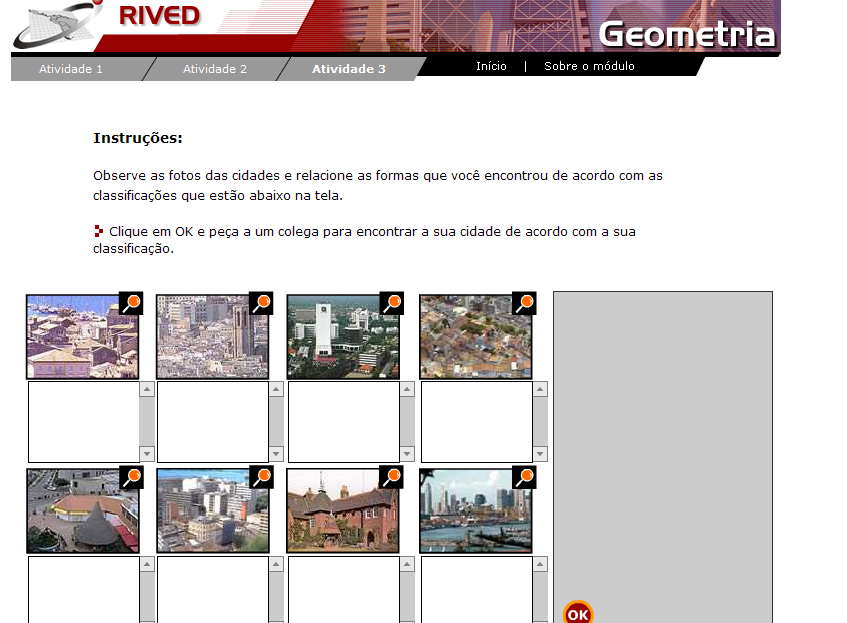 RIVED
Geometria
Atividade 1
Atividade 2
Atividade 3
Início | Sobre o módulo
Instruções:
Observe as fotos das cidades e relacione as formas que você encontrou de acordo com as
classificações que estão abaixo na tela.
Clique em OK e peça a um colega para encontrar a sua cidade de acordo com a sua
classificação.
OK